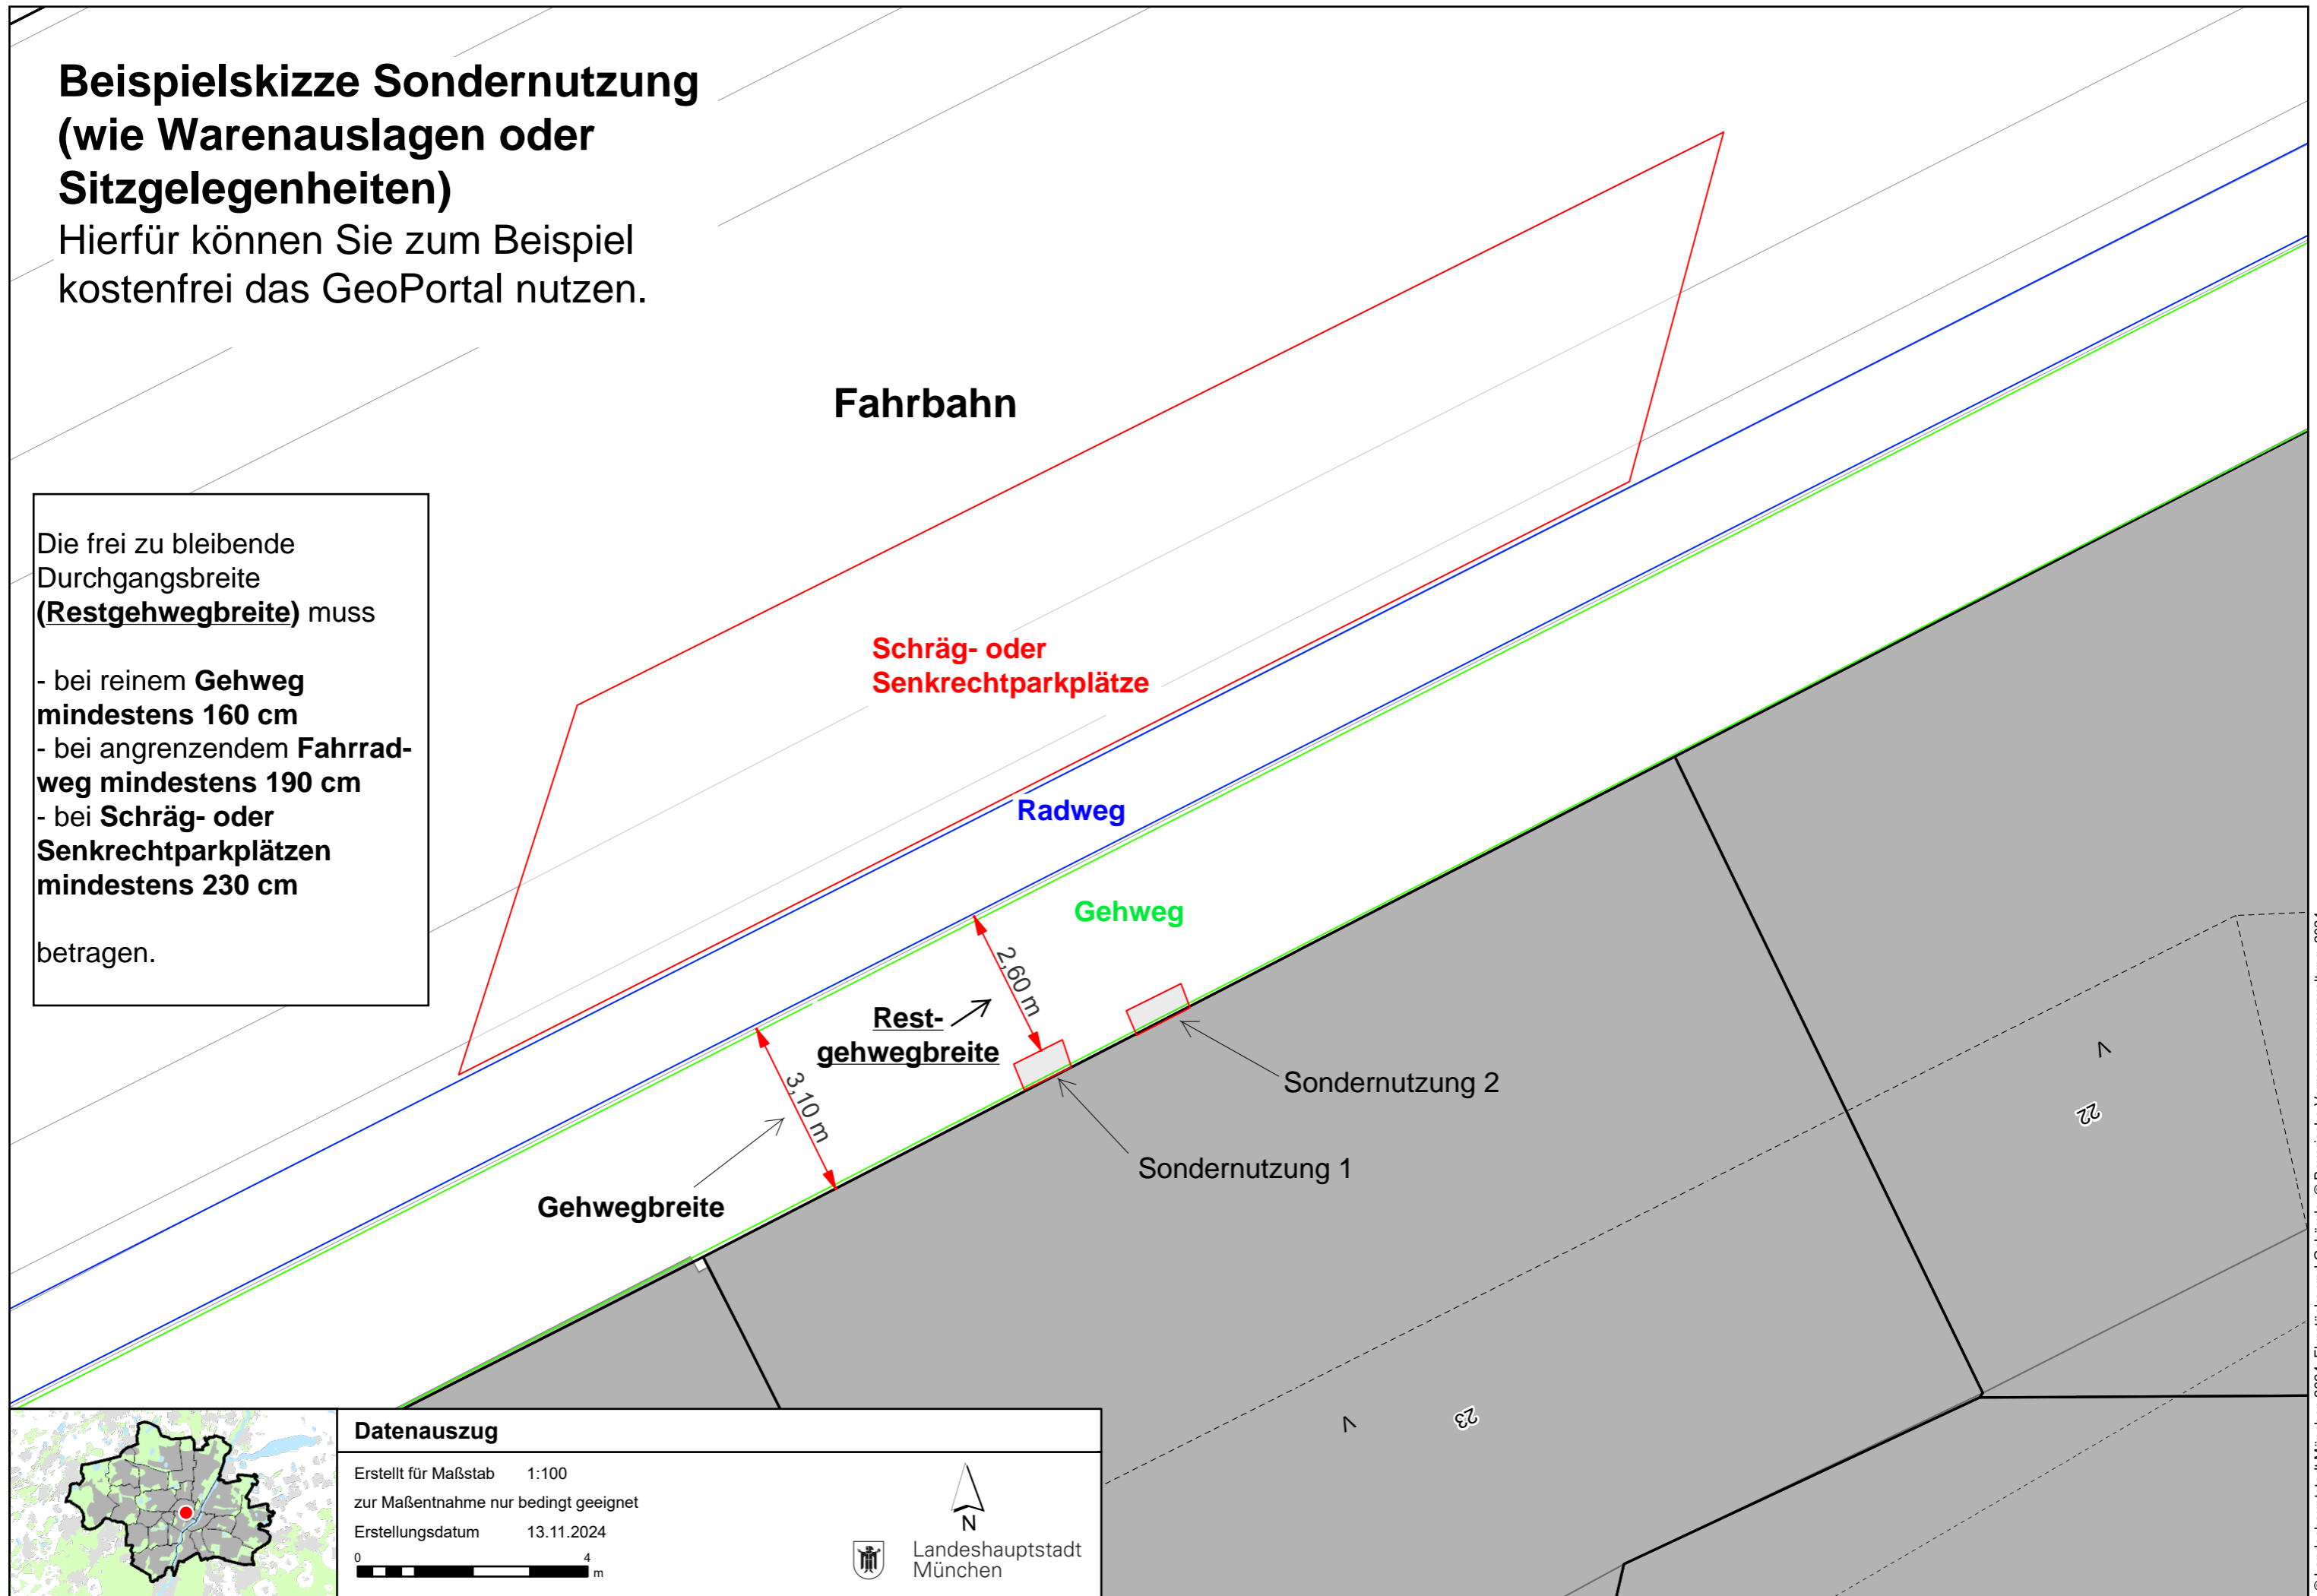 Beispielskizze Sondernutzung
(wie Warenauslagen oder
Sitzgelegenheiten)
Hierfür können Sie zum Beispiel
kostenfrei das GeoPortal nutzen.
Fahrbahn
Die frei zu bleibende
Durchgangsbreite
(Restgehwegbreite) muss
- bei reinem Gehweg
mindestens 160 cm
- bei angrenzendem Fahrrad-
weg mindestens 190 cm
- bei Schräg- oder
Senkrechtparkplätzen
mindestens 230 cm
betragen.
Schräg- oder
Senkrechtparkplätze
Radweg
Gehweg
2,60 m
Rest-
gehwegbreite
3,10 m
Gehwegbreite
Sondernutzung 2
Sondernutzung 1
V
22
V
23
Datenauszug
Erstellt für Maßstab 1:100
zur Maßentnahme nur bedingt geeignet
Erstellungsdatum 13.11.2024
0 4
m
N
Landeshauptstadt
München